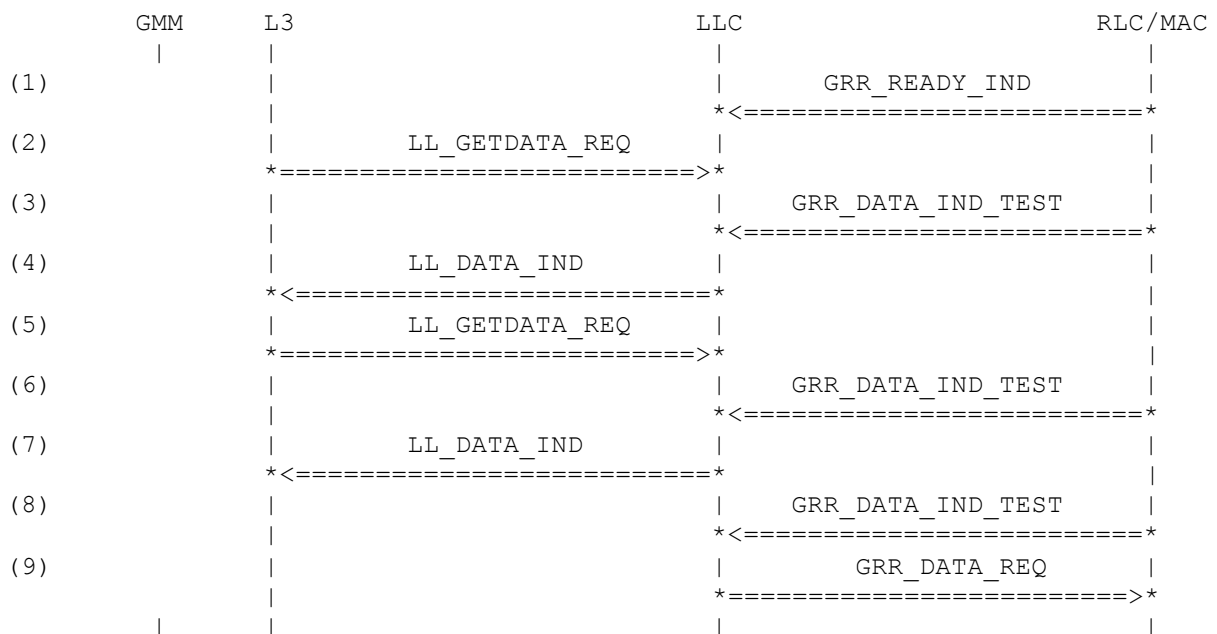 GMM L3 LLC RLC/MAC
(1) GRR_READY_IND
(2) LL_GETDATA_REQ
(3) GRR_DATA_IND_TEST
(4) LL_DATA_IND
(5) LL_GETDATA_REQ
(6) GRR_DATA_IND_TEST
(7) LL_DATA_IND
(8) GRR_DATA_IND_TEST
(9) GRR_DATA_REQ